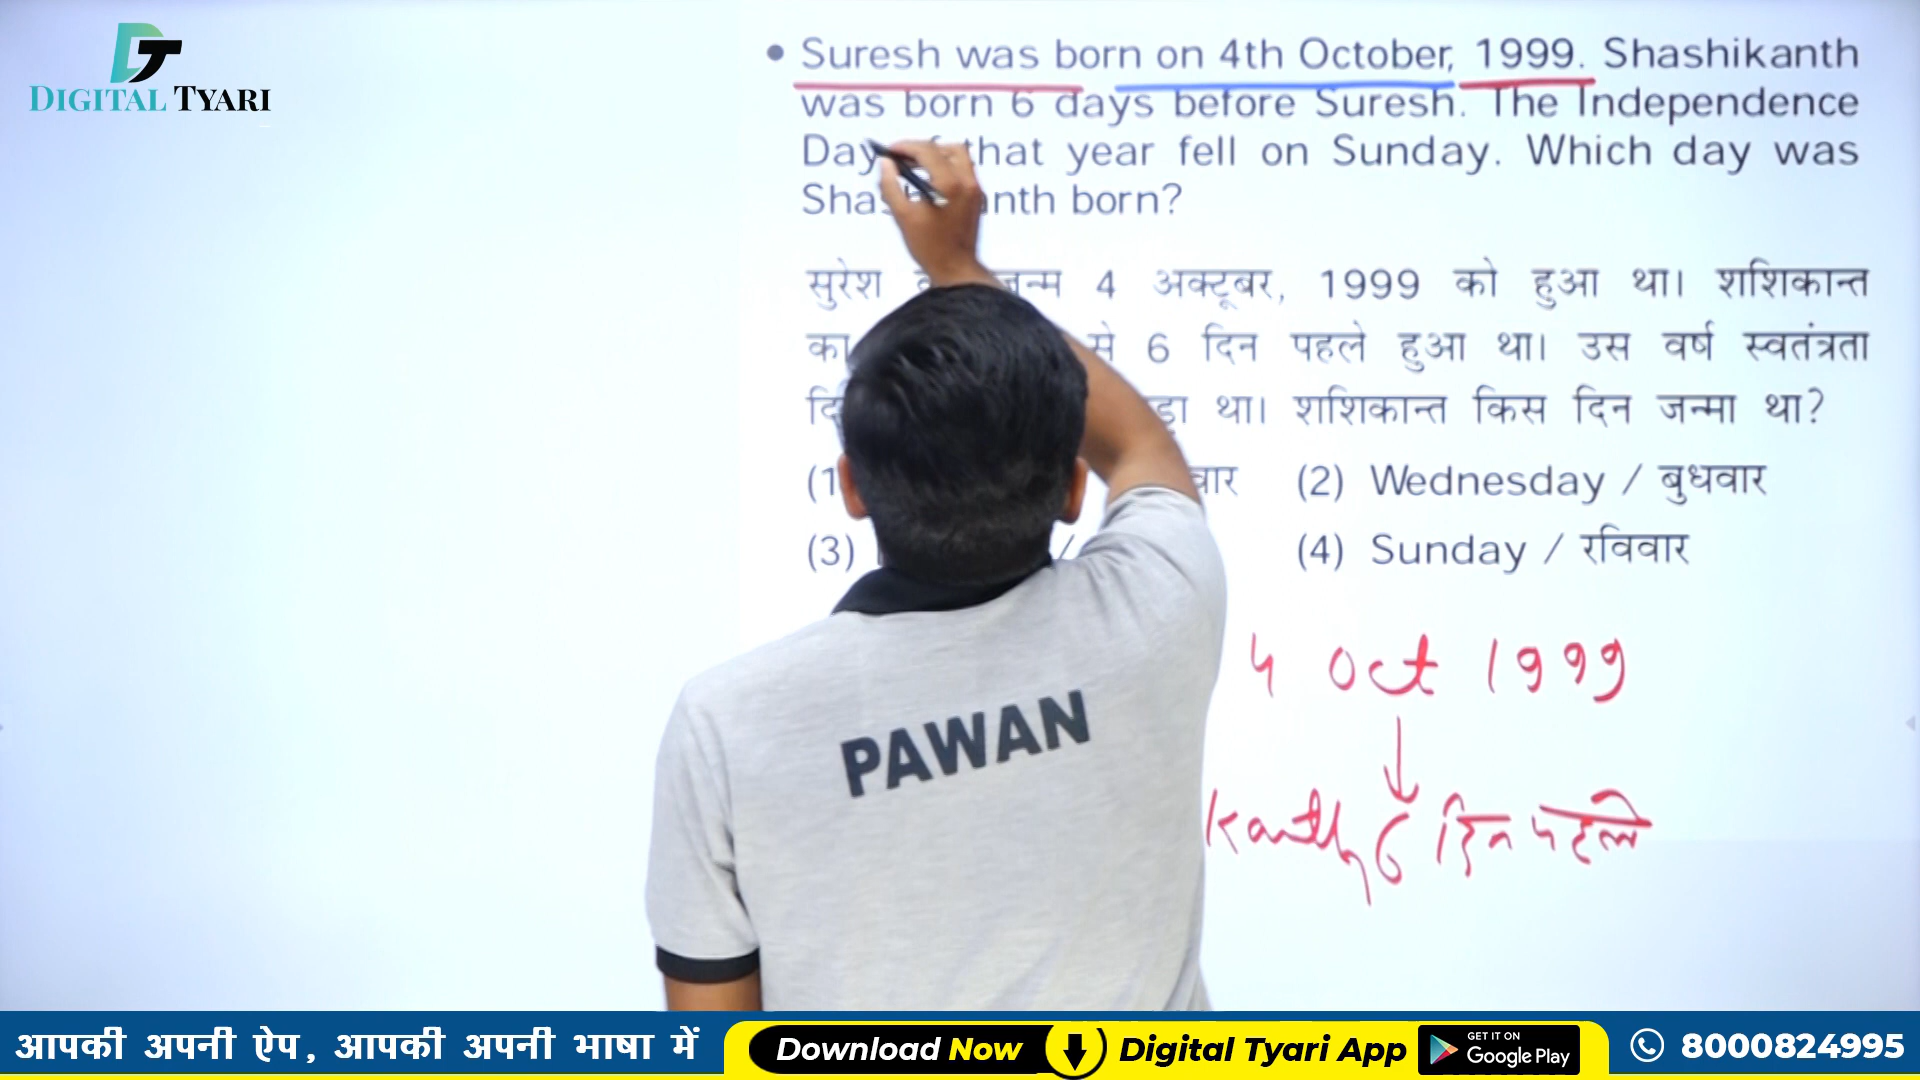 DIGITAL TYARI
• Suresh was born on 4th October, 1999. Shashikanth
was born 6 days before Suresh. The Independence
Day that year fell on Sunday. Which day was
born?
सुरेश जन्म 4 अक्टूबर, 1999 को हुआ था। शशिकान्त
का से 6 दिन पहले हुआ था। उस वर्ष स्वतंत्रता
था। शशिकान्त किस दिन जन्मा था?
(1 (2) Wednesday / बुधवार
(3) / (4) Sunday / रविवार
4 Oct 1999
Kanth 6 दिन पहले
PAWAN
आपकी अपनी ऐप, आपकी अपनी भाषा में
Download Now
Digital Tyari App
GET IT ON
Google Play
8000824995